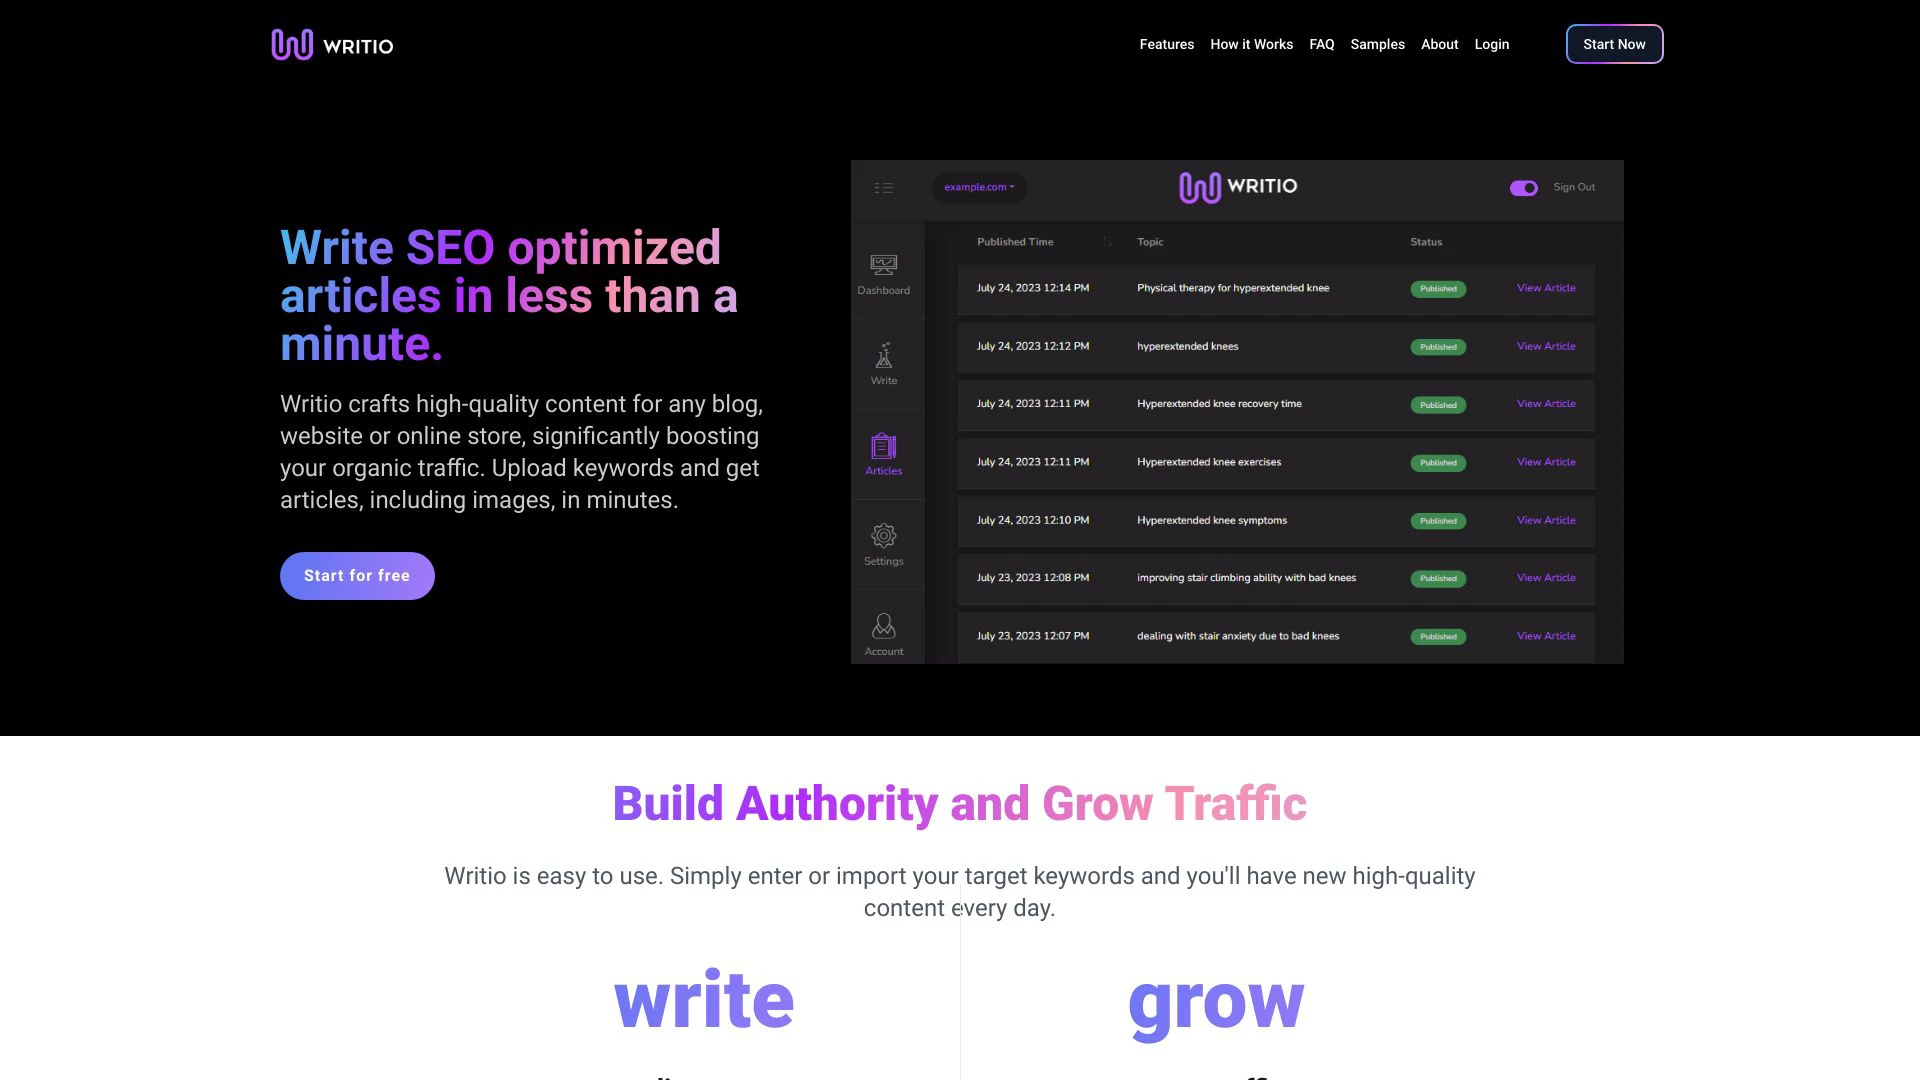 WRITIO
Features How it Works FAQ Samples About Login Start Now
Write SEO optimized
articles in less than a
minute.
Writio crafts high-quality content for any blog,
website or online store, significantly boosting
your organic traffic. Upload keywords and get
articles, including images, in minutes.
Start for free
example.com
WRITIO
Sign Out
Dashboard
Write
Articles
Settings
Account
Published Time Topic Status
July 24, 2023 12:14 PM Physical therapy for hyperextended knee Published View Article
July 24, 2023 12:12 PM hyperextended knees Published View Article
July 24, 2023 12:11 PM Hyperextended knee recovery time Published View Article
July 24, 2023 12:11 PM Hyperextended knee exercises Published View Article
July 24, 2023 12:10 PM Hyperextended knee symptoms Published View Article
July 23, 2023 12:08 PM improving stair climbing ability with bad knees Published View Article
July 23, 2023 12:07 PM dealing with stair anxiety due to bad knees Published View Article
Build Authority and Grow Traffic
Writio is easy to use. Simply enter or import your target keywords and you'll have new high-quality
content every day.
write
grow